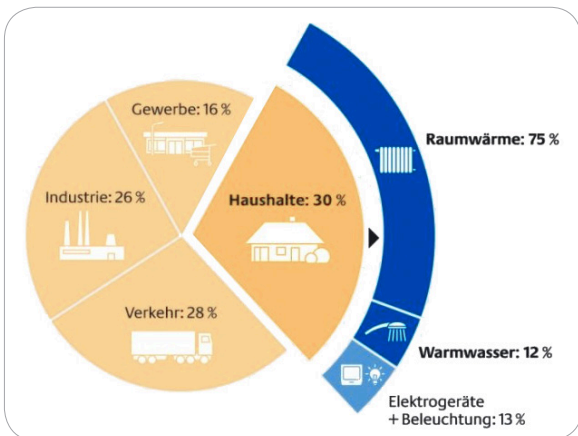 Gewerbe: 16 %
Raumwärme: 75 %
Industrie: 26 %
Haushalte: 30 %
Verkehr: 28 %
Warmwasser: 12 %
Elektrogeräte
+ Beleuchtung: 13 %